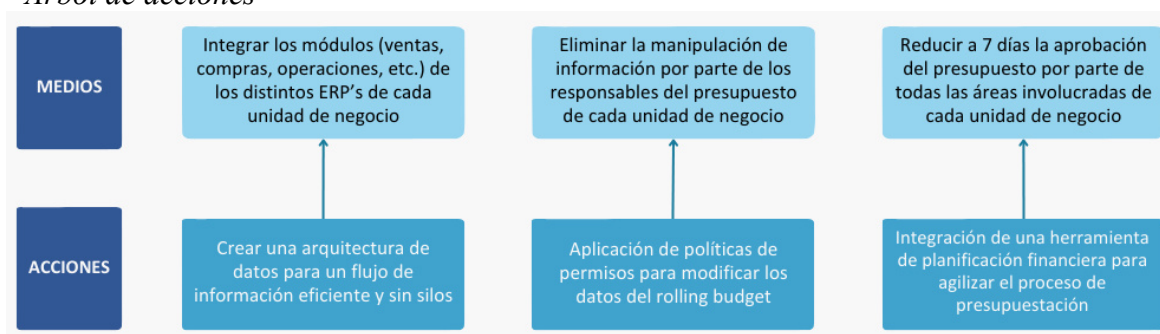 Árbol de acciones
MEDIOS
Integrar los módulos (ventas,
compras, operaciones, etc.) de
los distintos ERP's de cada
unidad de negocio
Eliminar la manipulación de
información por parte de los
responsables del presupuesto
de cada unidad de negocio
Reducir a 7 días la aprobación
del presupuesto por parte de
todas las áreas involucradas de
cada unidad de negocio
ACCIONES
Crear una arquitectura de
datos para un flujo de
información eficiente y sin silos
Aplicación de políticas de
permisos para modificar los
datos del rolling budget
Integración de una herramienta
de planificación financiera para
agilizar el proceso de
presupuestación